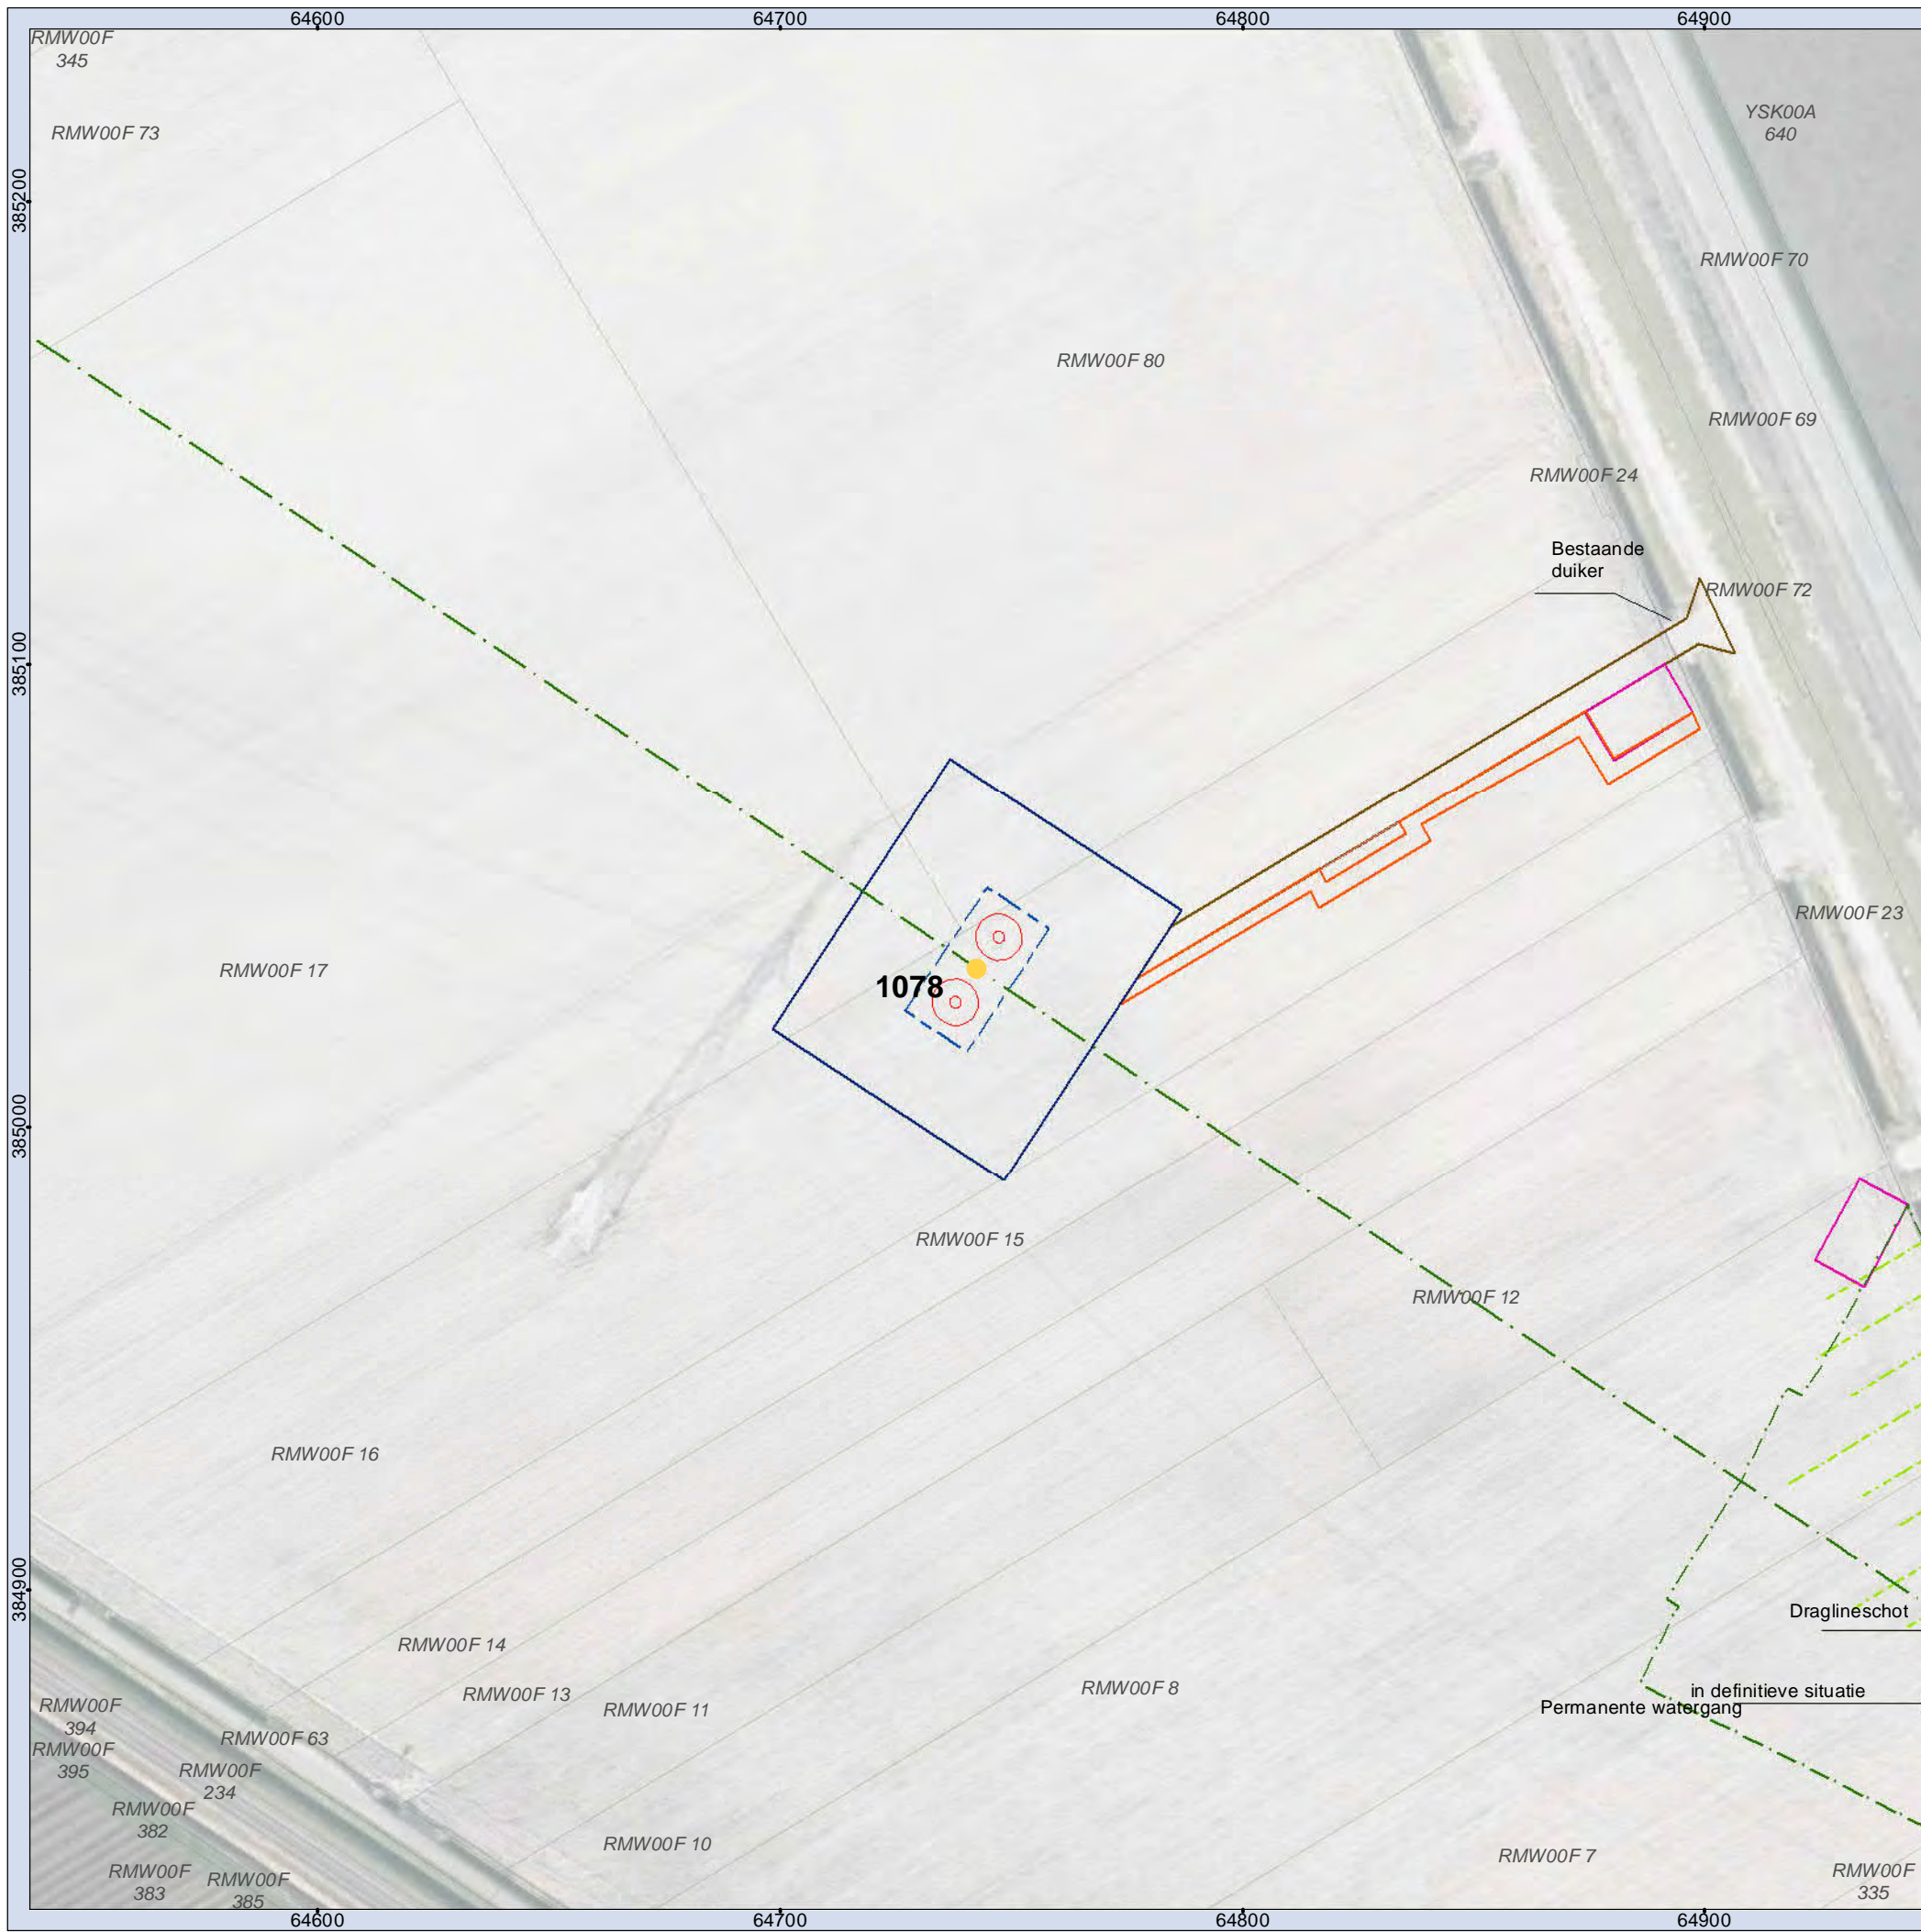 64600
64700
64800
64900
RMW00F
345
RMW00F 73
YSK00A
640
385200
RMW00F 70
RMW00F 80
RMW00F 69
RMW00F 24
Bestaande
duiker
RMW00F 72
385100
RMW00F 23
RMW00F 17
1078
385000
RMW00F 15
RMW00F 12
RMW00F 16
384900
Draglineschot
RMW00F 14
RMW00F 13
RMW00F 11
RMW00F 8
in definitieve situatie
Permanente watergang
RMW00F
394
RMW00F 63
RMW00F
395
RMW00F
234
RMW00F
382
RMW00F 10
RMW00F 7
RMW00F
383
RMW00F
385
RMW00F
335
64600
64700
64800
64900